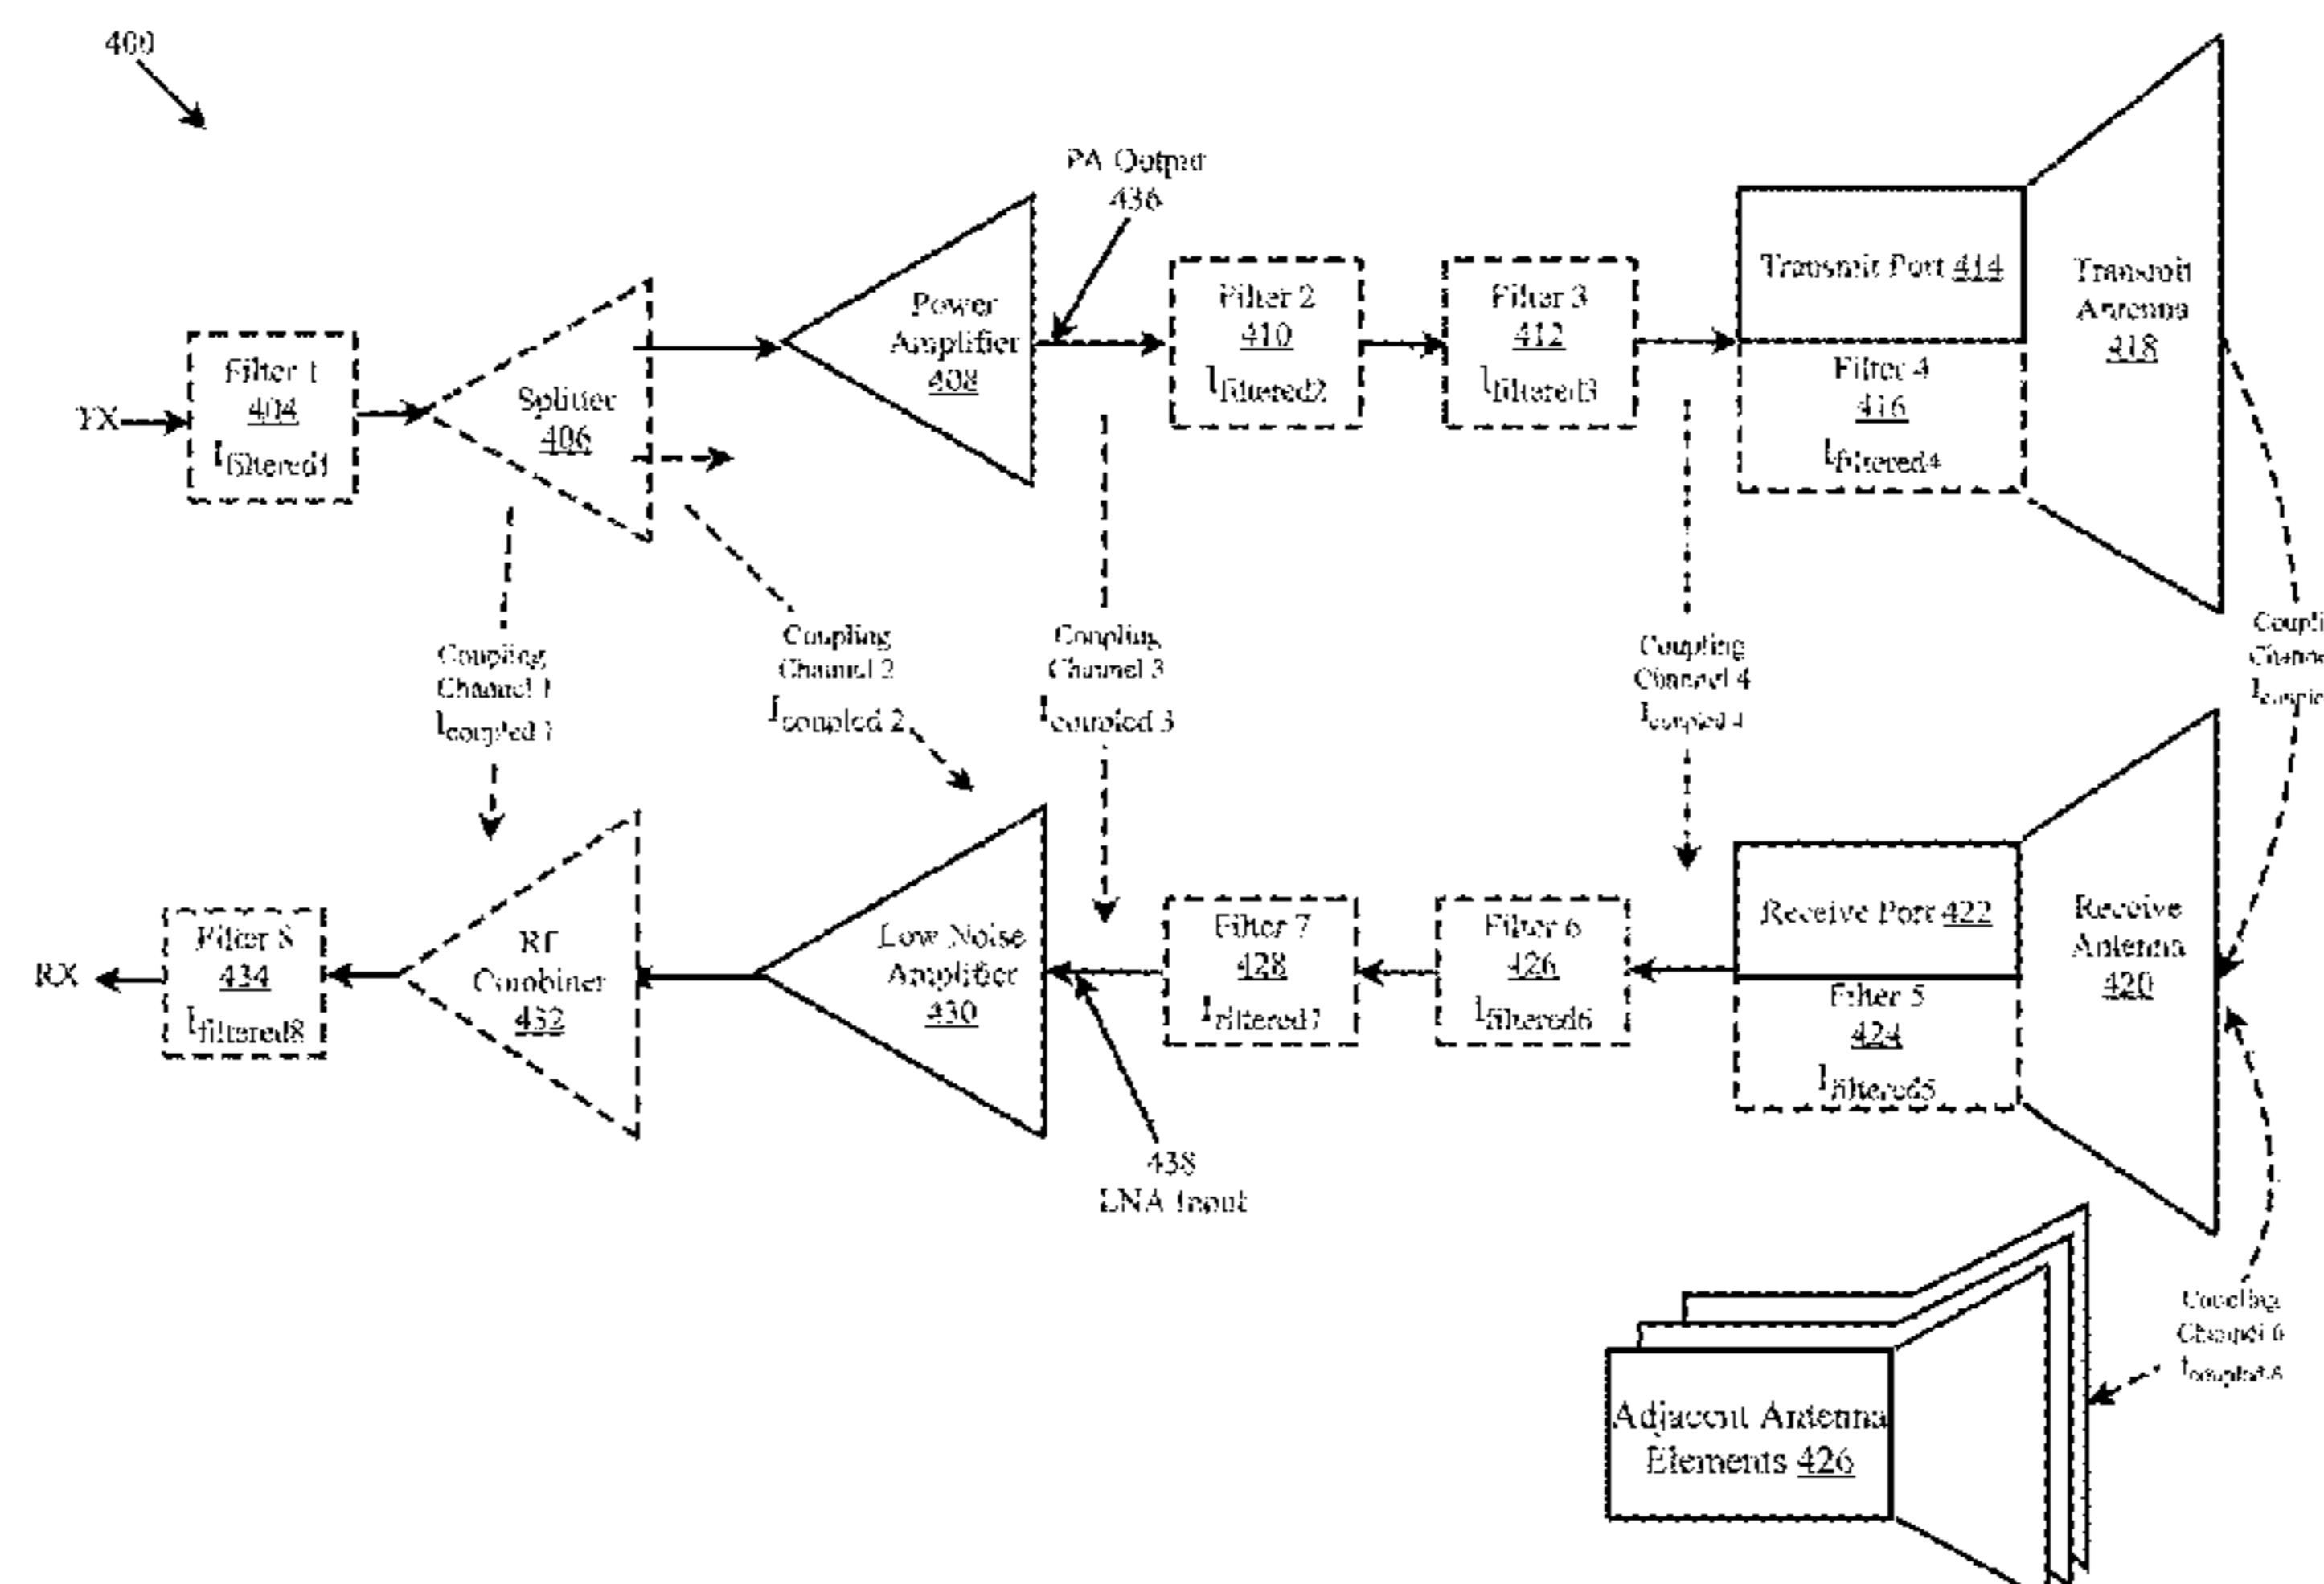 400
PA Output
436
Transmit Port 414
Transmit
Antenna
418
Filter 2
410
Ifiltered2
Filter 3
412
Ifiltered3
Filter 4
416
Ifiltered4
Power
Amplifier
408
TX
Filter 1
404
Ifiltered1
Splitter
406
Coupling
Channel 1
Icoupled 1
Coupling
Channel 2
Icoupled 2
Coupling
Channel 3
Icoupled 3
Coupling
Channel 4
Icoupled 4
RX
Filter 8
434
Ifiltered8
RF
Combiner
432
Low Noise
Amplifier
430
Filter 7
428
Ifiltered7
Filter 6
426
Ifiltered6
Receive Port 422
Filter 5
424
Ifiltered5
Receive
Antenna
420
438
LNA Input
Coupling
Channel 6
Adjacent Antenna
Elements 426